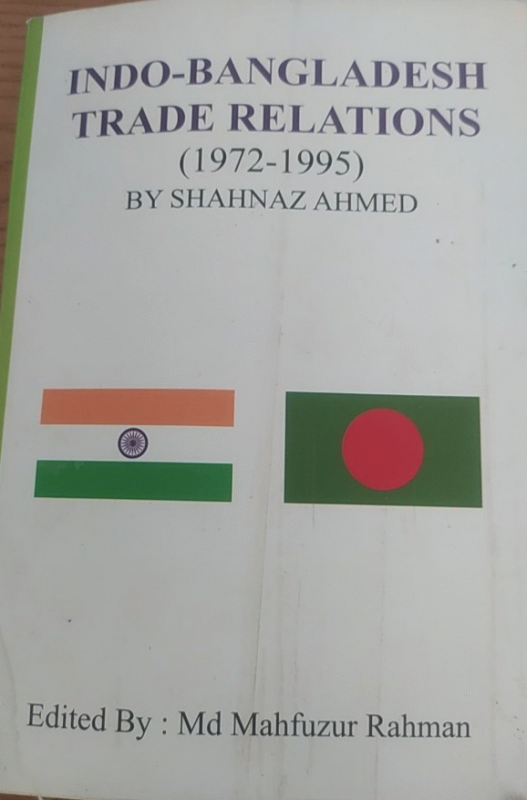 INDO-BANGLADESH
TRADE RELATIONS
(1972-1995)
BY SHAHNAZ AHMED
Edited By : Md Mahfuzur Rahman